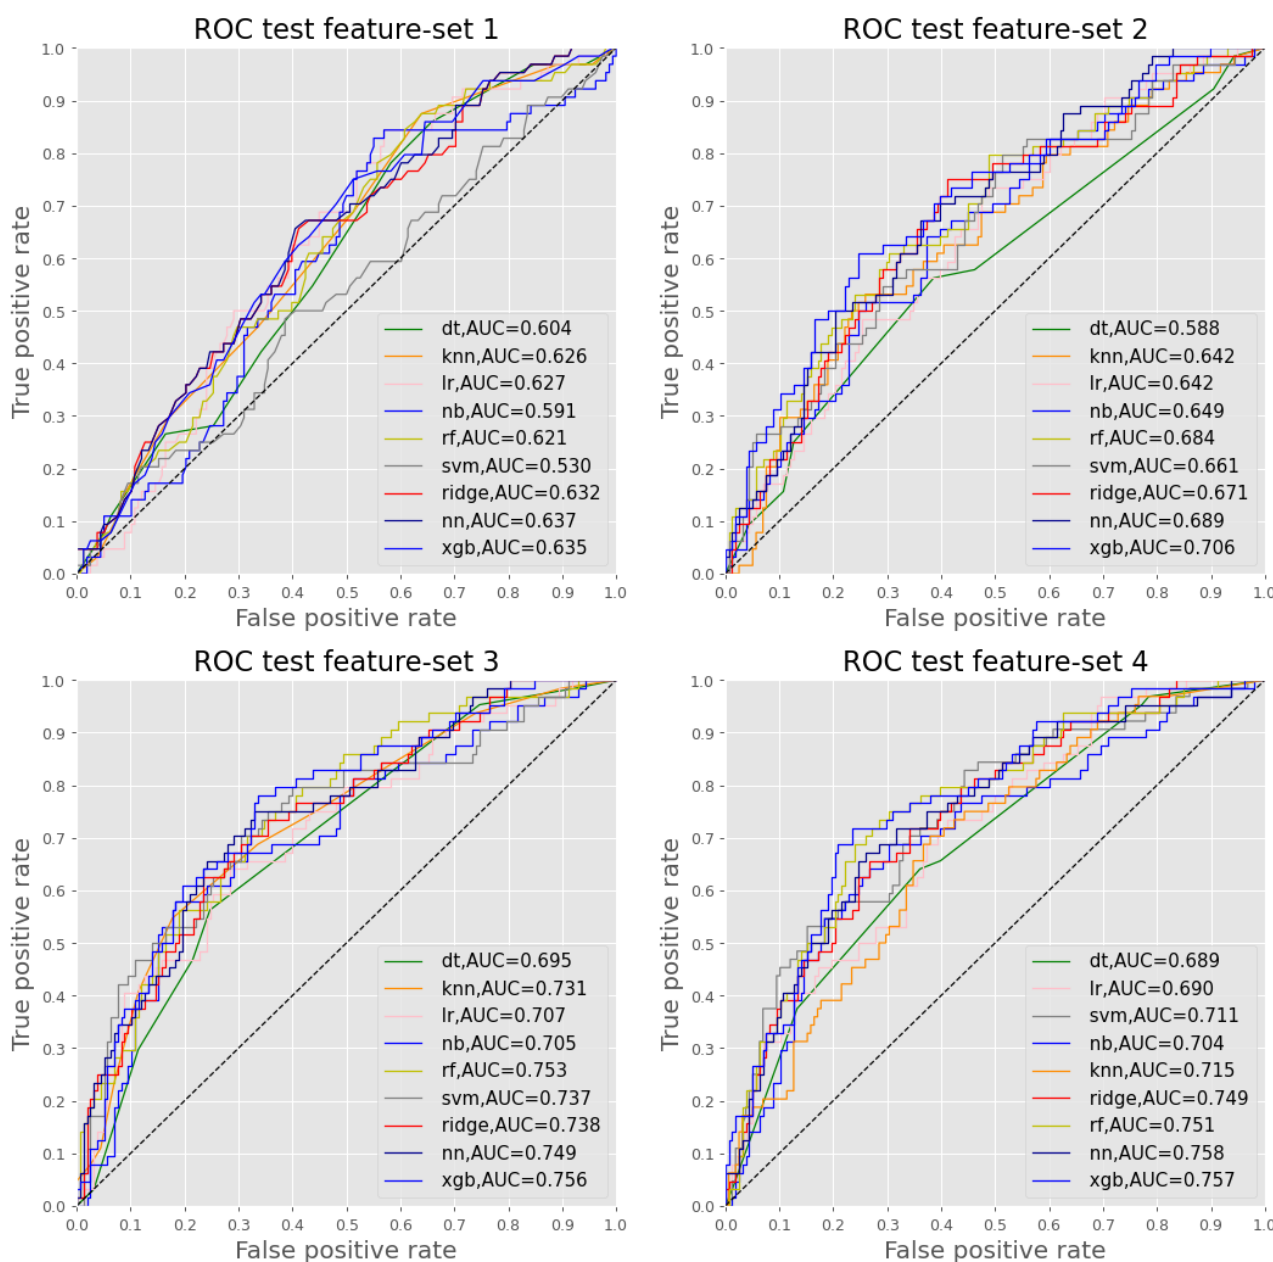 ROC test feature-set 1
True positive rate
1.0
0.9
0.8
0.7
0.6
0.5
0.4
0.3
0.2
0.1
0.0
dt,AUC=0.604
knn,AUC=0.626
lr,AUC=0.627
nb,AUC=0.591
rf,AUC=0.621
svm,AUC=0.530
ridge,AUC=0.632
nn,AUC=0.637
xgb,AUC=0.635
0.0 0.1 0.2 0.3 0.4 0.5 0.6 0.7 0.8 0.9 1.0
False positive rate
ROC test feature-set 2
True positive rate
1.0
0.9
0.8
0.7
0.6
0.5
0.4
0.3
0.2
0.1
0.0
dt,AUC=0.588
knn,AUC=0.642
lr,AUC=0.642
nb,AUC=0.649
rf,AUC=0.684
svm,AUC=0.661
ridge,AUC=0.671
nn,AUC=0.689
xgb,AUC=0.706
0.0 0.1 0.2 0.3 0.4 0.5 0.6 0.7 0.8 0.9 1.0
False positive rate
ROC test feature-set 3
True positive rate
1.0
0.9
0.8
0.7
0.6
0.5
0.4
0.3
0.2
0.1
0.0
dt,AUC=0.695
knn,AUC=0.731
lr,AUC=0.707
nb,AUC=0.705
rf,AUC=0.753
svm,AUC=0.737
ridge,AUC=0.738
nn,AUC=0.749
xgb,AUC=0.756
0.0 0.1 0.2 0.3 0.4 0.5 0.6 0.7 0.8 0.9 1.0
False positive rate
ROC test feature-set 4
True positive rate
1.0
0.9
0.8
0.7
0.6
0.5
0.4
0.3
0.2
0.1
0.0
dt,AUC=0.689
lr,AUC=0.690
svm,AUC=0.711
nb,AUC=0.704
knn,AUC=0.715
ridge,AUC=0.749
rf,AUC=0.751
nn,AUC=0.758
xgb,AUC=0.757
0.0 0.1 0.2 0.3 0.4 0.5 0.6 0.7 0.8 0.9 1.0
False positive rate